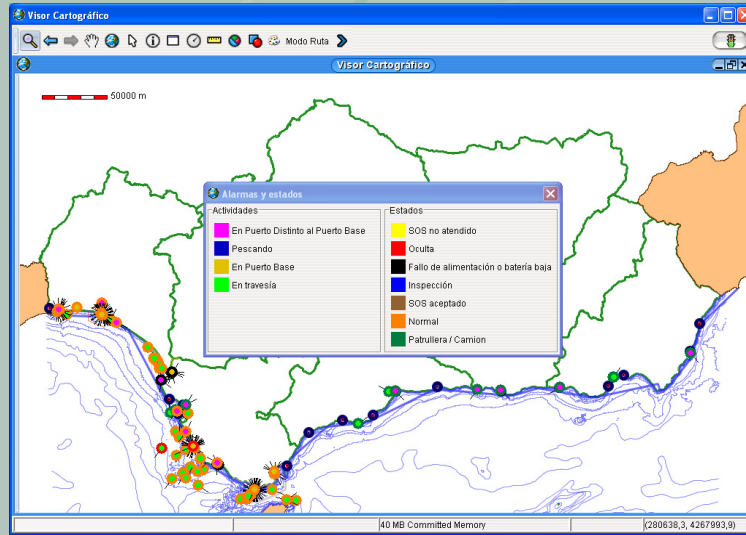 Visor Cartográfico
Modo Ruta
Visor Cartográfico
50000 m
Alarmas y estados
Actividades
En Puerto Distinto al Puerto Base
Pescando
En Puerto Base
En travesía
Estados
SOS no atendido
Oculta
Fallo de alimentación o batería baja
Inspección
SOS aceptado
Normal
Patrullera / Camion
40 MB Committed Memory
(280638,3, 4267993,9)